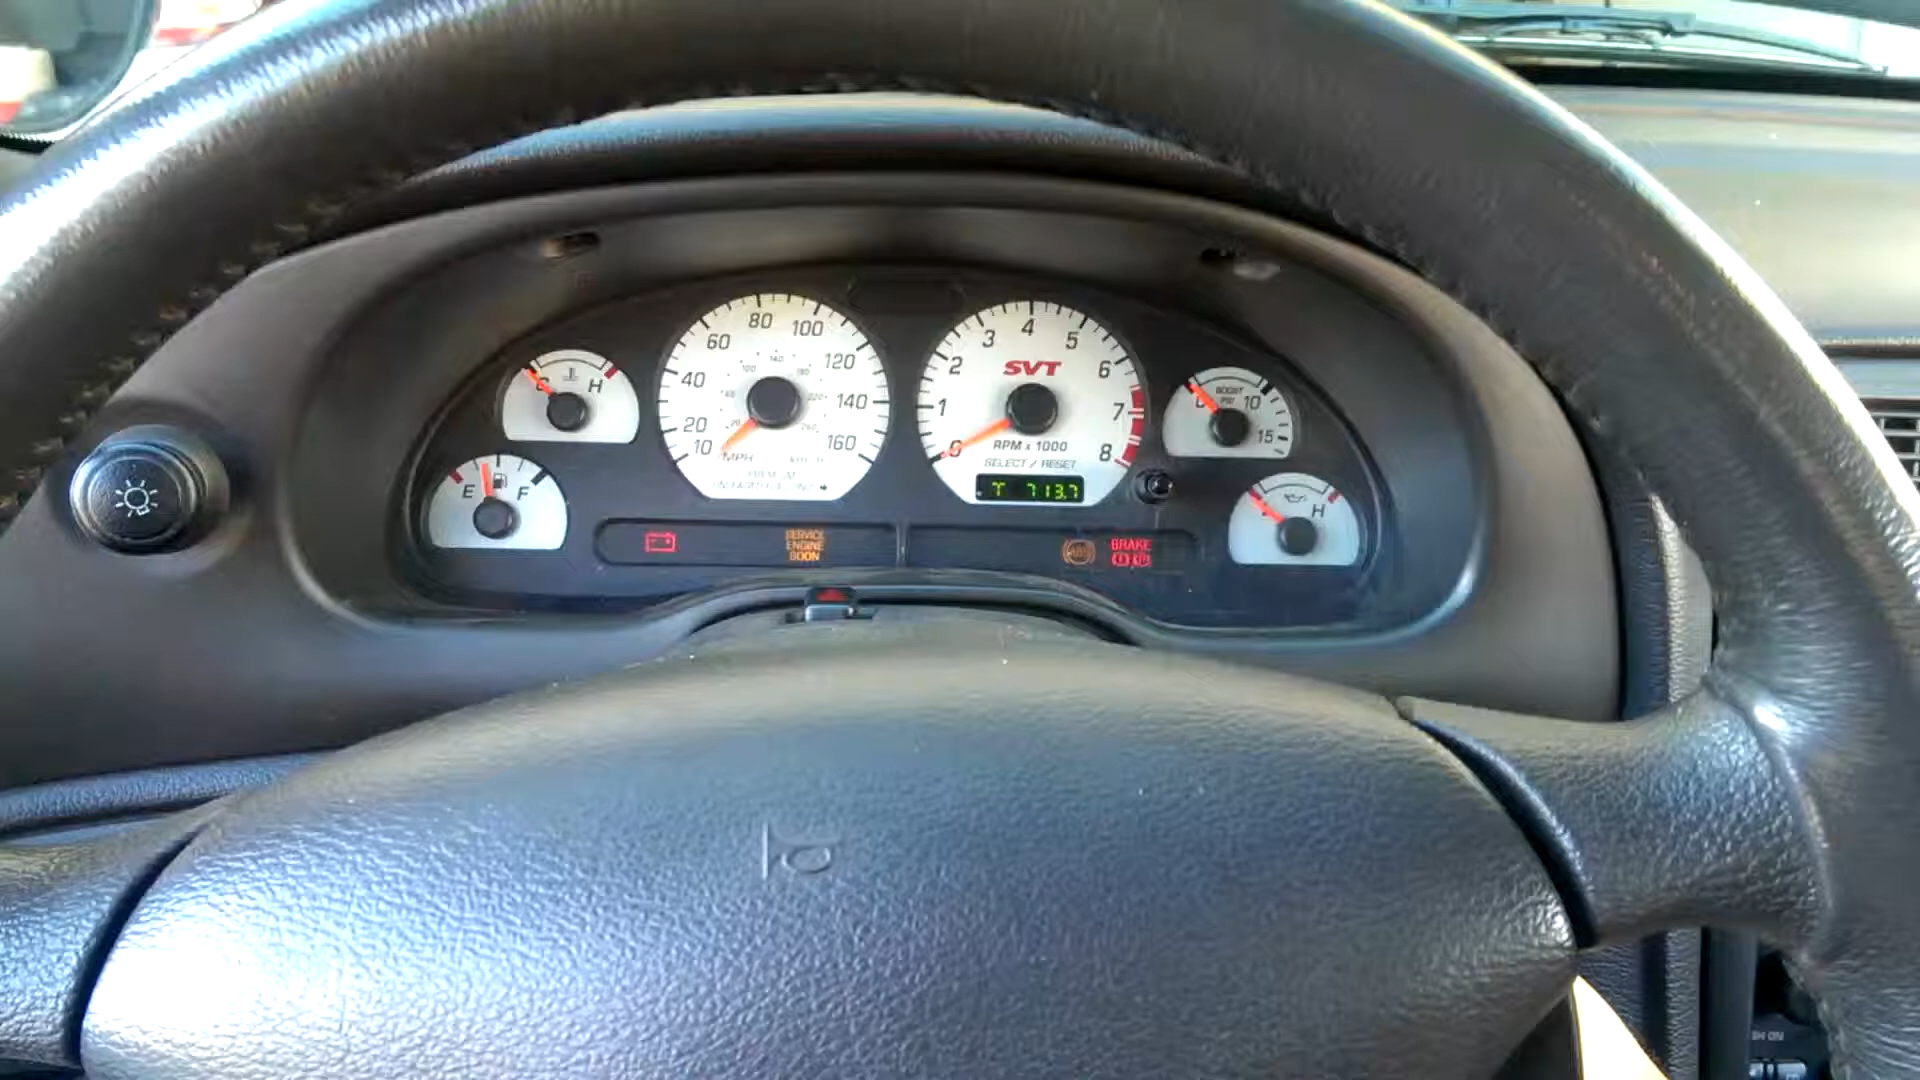 80
60
100
40
120
20
140
10
160
MPH
H
E
F
4
3
5
2
6
SVT
1
7
0
8
RPM x 1000
SELECT / RESET
T 713.7
BOOST
PSI
10
15
H
SERVICE
ENGINE
SOON
ABS
BRAKE